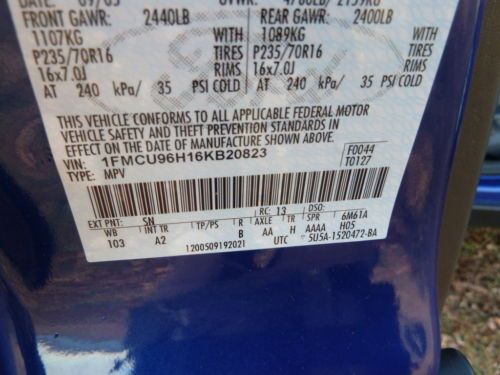 FRONT GAWR: 2440LB REAR GAWR: 2400LB
1107KG WITH 1089KG WITH
P235/70R16 TIRES P235/70R16 TIRES
16x7.0J RIMS 16x7.0J RIMS
AT 240 kPa/ 35 PSI COLD AT 240 kPa/ 35 PSI COLD
THIS VEHICLE CONFORMS TO ALL APPLICABLE FEDERAL MOTOR
VEHICLE SAFETY AND THEFT PREVENTION STANDARDS IN
EFFECT ON THE DATE OF MANUFACTURE SHOWN ABOVE.
VIN: 1FMCU96H16KB20823 F0044
TYPE: MPV T0127
EXT PNT: SN RC: 13 DSO:
WB INT TR TP/PS R AXLE TR SPR 6M61A
103 A2 B AA H AAAA H05
1200509192021 UTC 5U5A-1520472-BA